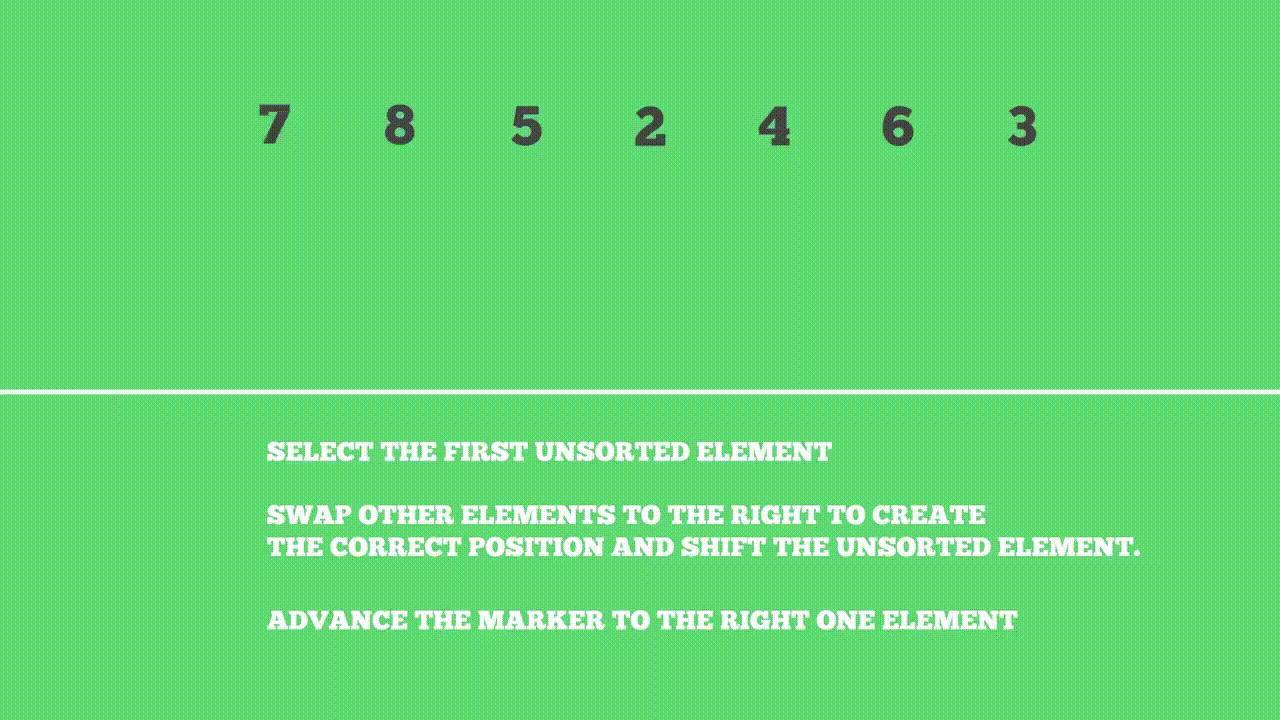 7 8 5 2 4 6 3
SELECT THE FIRST UNSORTED ELEMENT
SWAP OTHER ELEMENTS TO THE RIGHT TO CREATE
THE CORRECT POSITION AND SHIFT THE UNSORTED ELEMENT.
ADVANCE THE MARKER TO THE RIGHT ONE ELEMENT